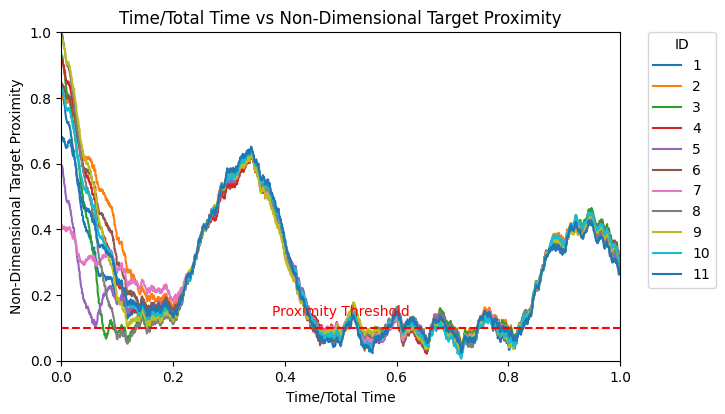 Time/Total Time vs Non-Dimensional Target Proximity
Non-Dimensional Target Proximity
1.0
0.8
0.6
0.4
0.2
0.0
Proximity Threshold
0.0 0.2 0.4 0.6 0.8 1.0
Time/Total Time
ID
1
2
3
4
5
6
7
8
9
10
11